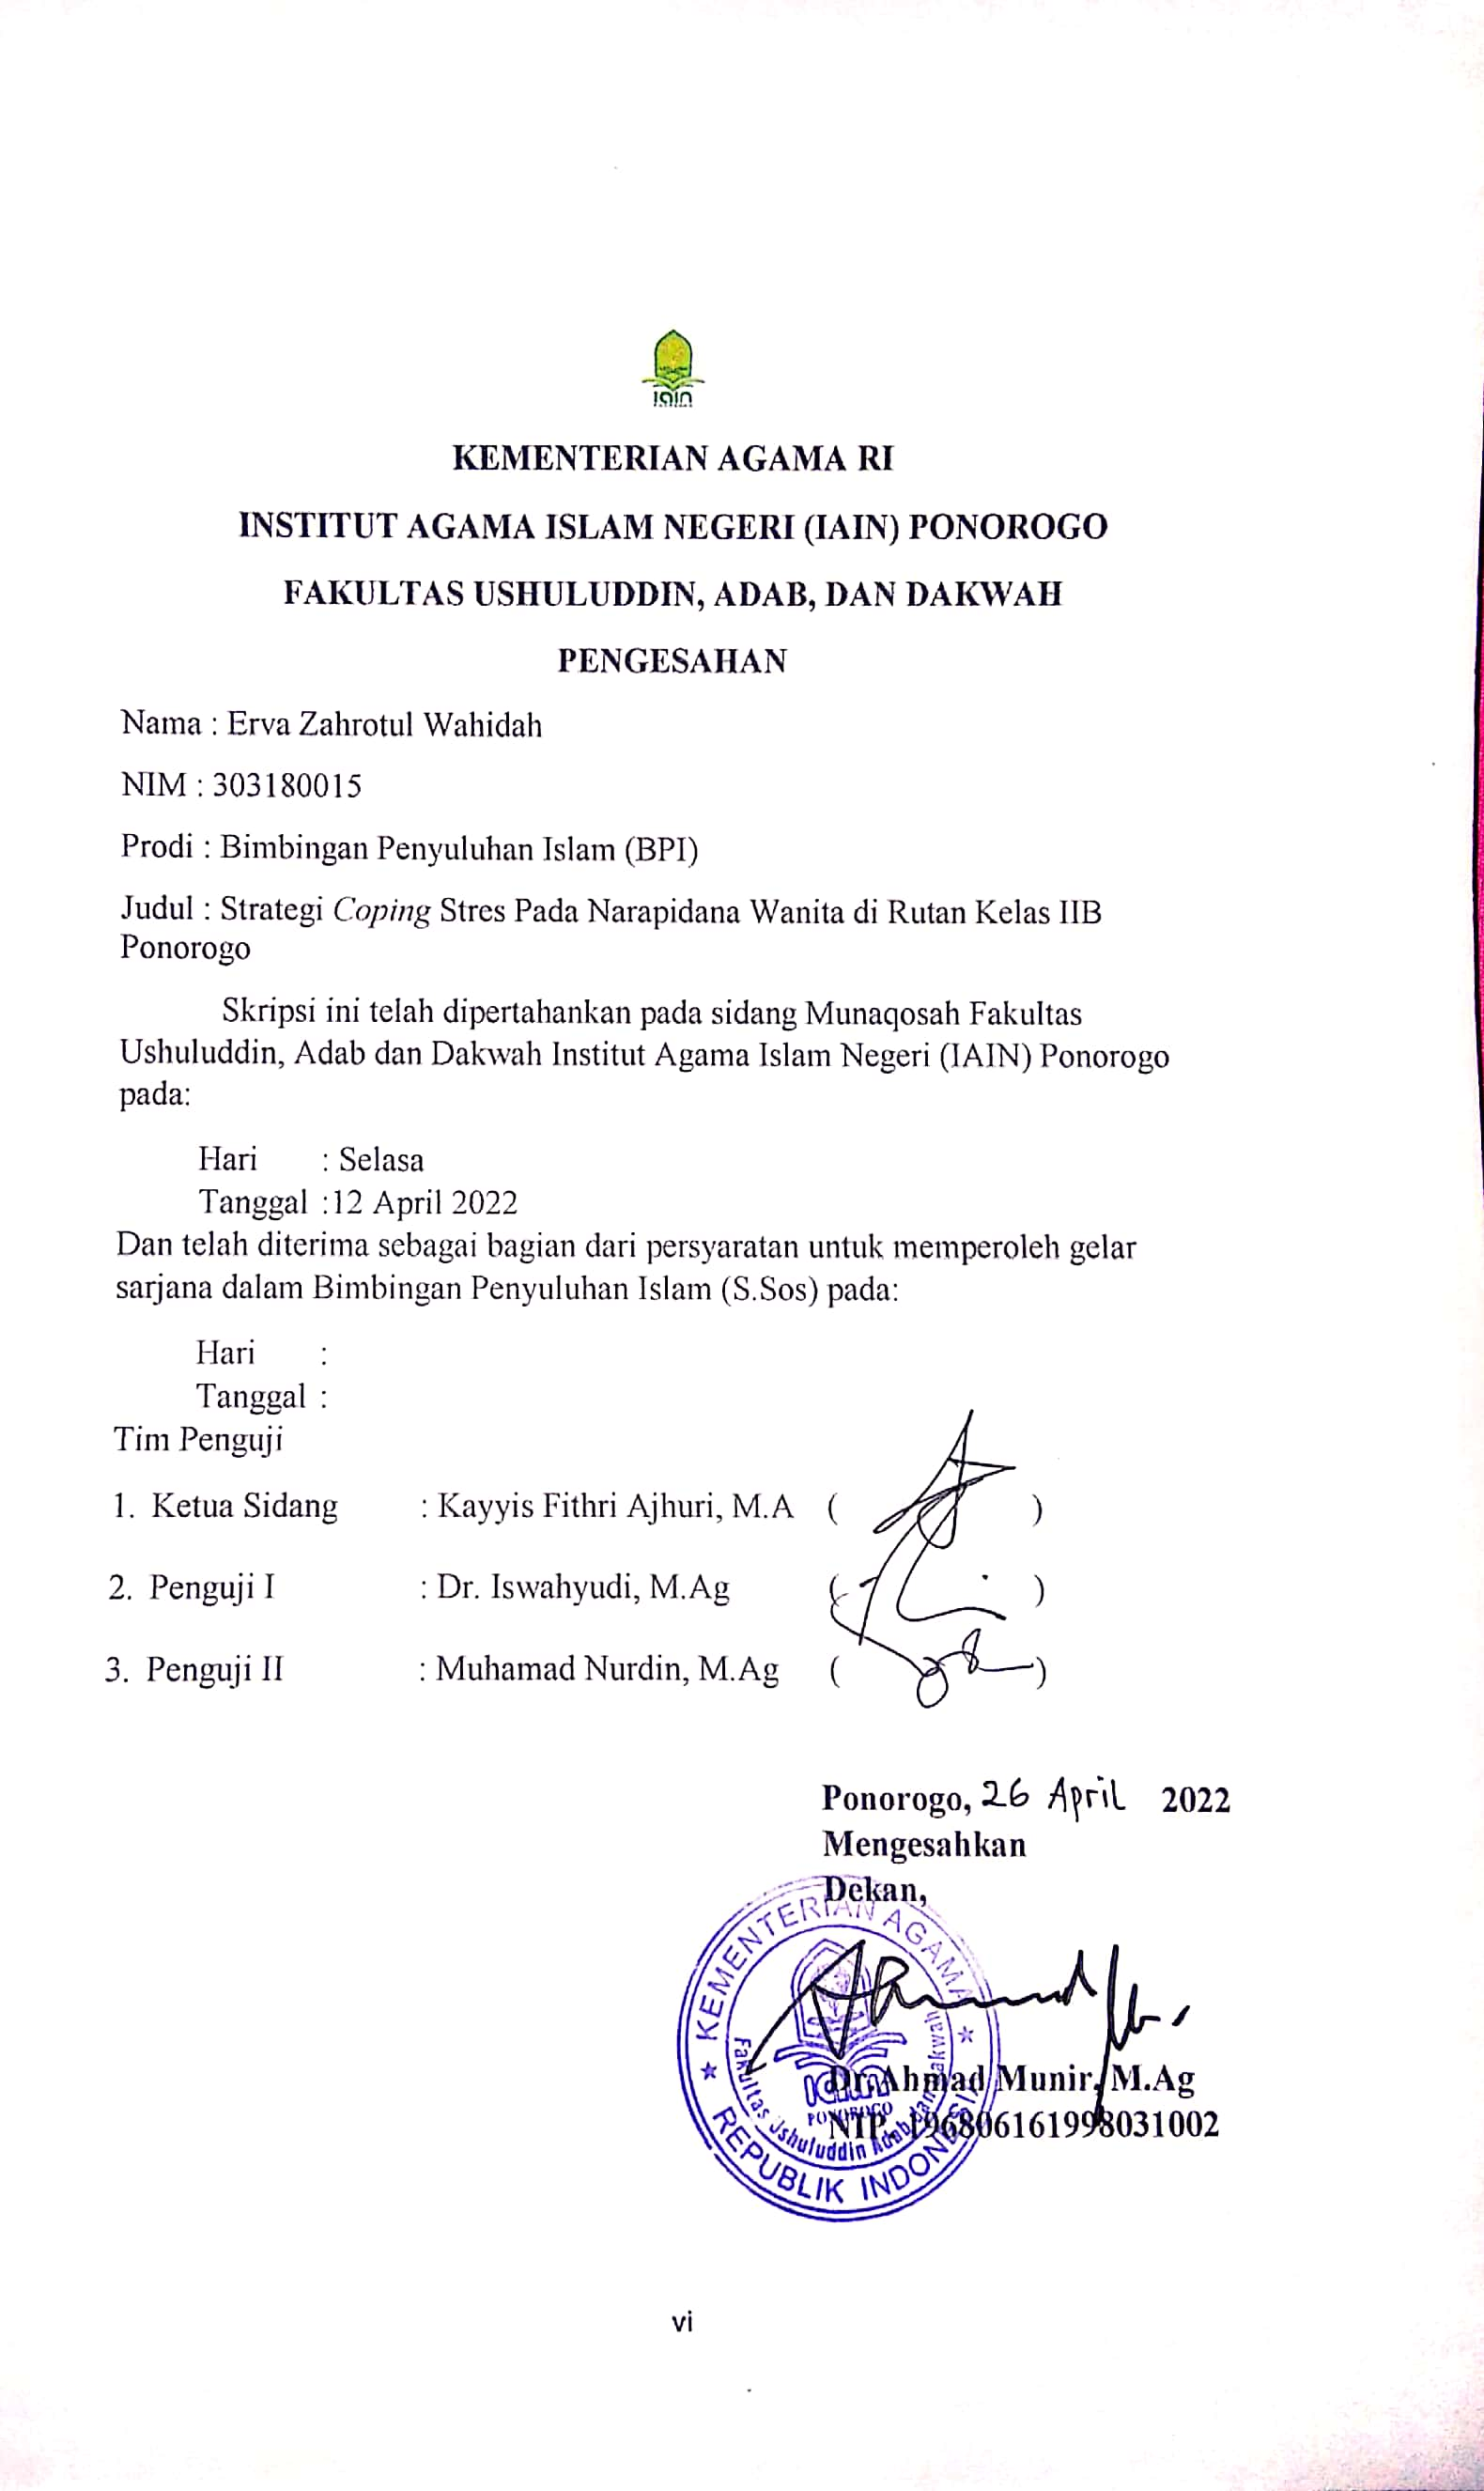 IAIN
KEMENTERIAN AGAMA RI
INSTITUT AGAMA ISLAM NEGERI (IAIN) PONOROGO
FAKULTAS USHULUDDIN, ADAB, DAN DAKWAH
PENGESAHAN
Nama : Erva Zahrotul Wahidah
NIM : 303180015
Prodi : Bimbingan Penyuluhan Islam (BPI)
Judul : Strategi Coping Stres Pada Narapidana Wanita di Rutan Kelas IIB
Ponorogo
Skripsi ini telah dipertahankan pada sidang Munaqosah Fakultas
Ushuluddin, Adab dan Dakwah Institut Agama Islam Negeri (IAIN) Ponorogo
pada:
Hari : Selasa
Tanggal :12 April 2022
Dan telah diterima sebagai bagian dari persyaratan untuk memperoleh gelar
sarjana dalam Bimbingan Penyuluhan Islam (S.Sos) pada:
Hari :
Tanggal :
Tim Penguji
1. Ketua Sidang : Kayyis Fithri Ajhuri, M.A ( )
2. Penguji I : Dr. Iswahyudi, M.Ag ( )
3. Penguji II : Muhamad Nurdin, M.Ag ( )
Ponorogo, 26 April 2022
Mengesahkan
Dekan,
KEMENTERIAN AGAMA
REPUBLIK INDONESIA
Fakultas Ushuluddin Adab dan Dakwah
IAIN
PONOROGO
Dr. Ahmad Munir, M.Ag
NIP. 196806161998031002
vi